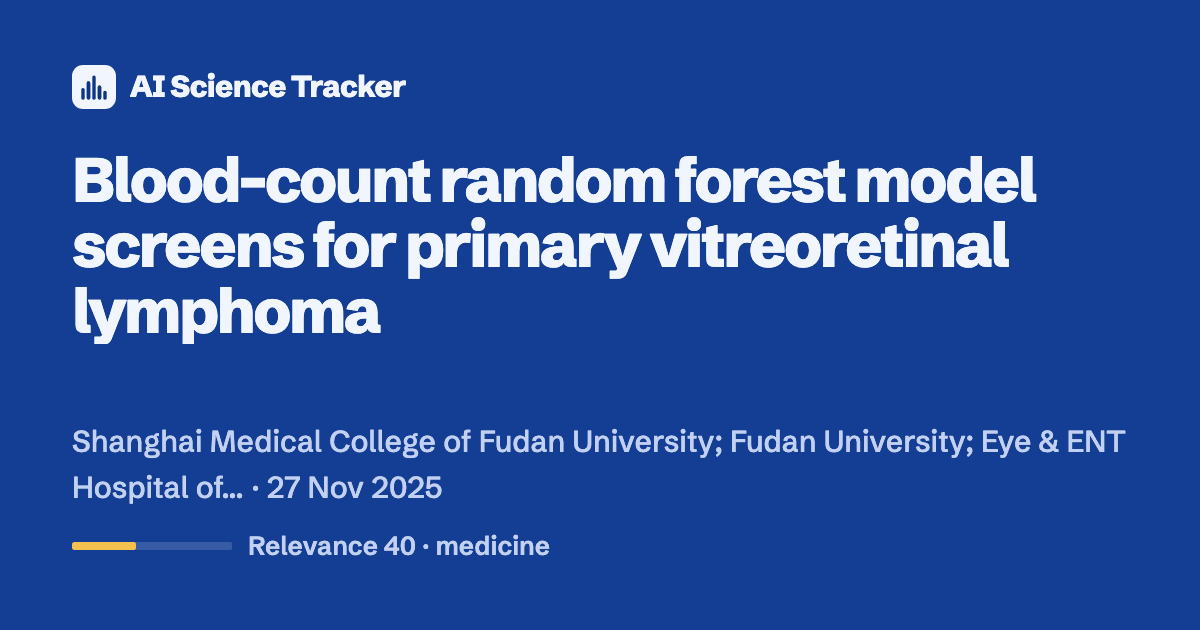 AI Science Tracker
Blood-count random forest model
screens for primary vitreoretinal
lymphoma
Shanghai Medical College of Fudan University; Fudan University; Eye & ENT
Hospital of... · 27 Nov 2025
Relevance 40 · medicine